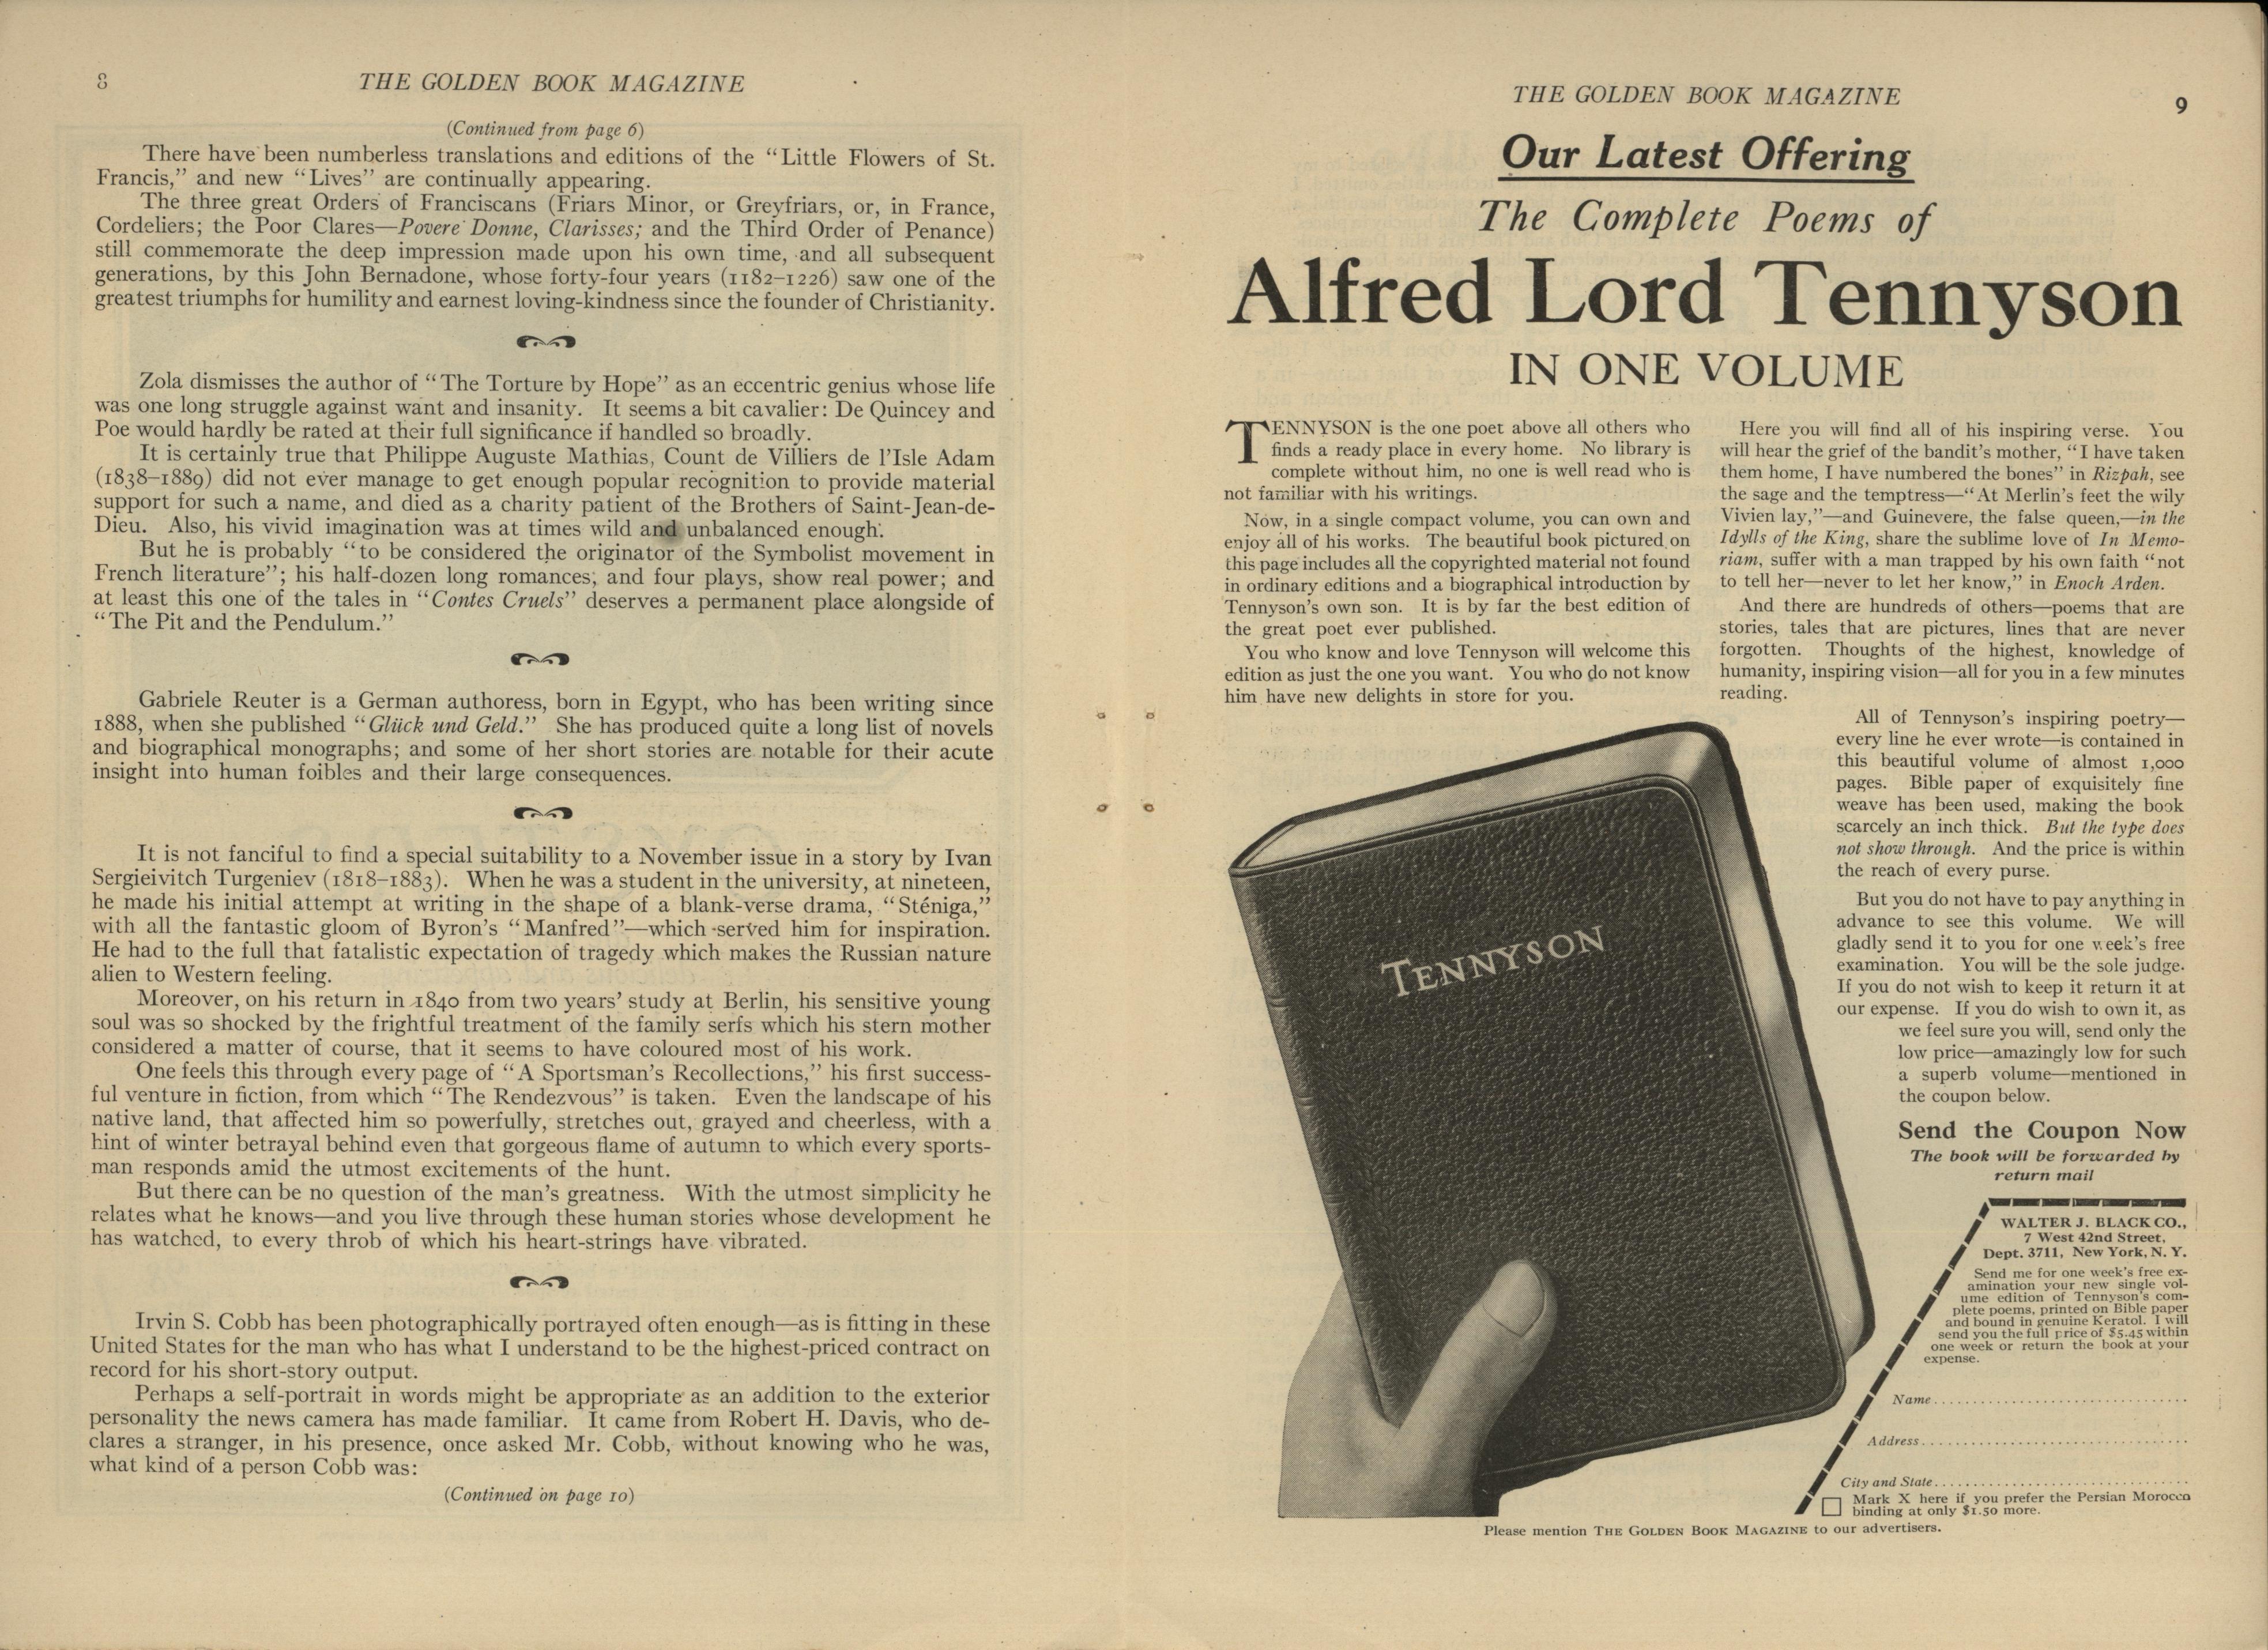 8
THE GOLDEN BOOK MAGAZINE
(Continued from page 6)
There have been numberless translations and editions of the “Little Flowers of St.
Francis,” and new “Lives” are continually appearing.
The three great Orders of Franciscans (Friars Minor, or Greyfriars, or, in France,
Cordeliers; the Poor Clares—Povere Donne, Clarisses; and the Third Order of Penance)
still commemorate the deep impression made upon his own time, and all subsequent
generations, by this John Bernadone, whose forty-four years (1182–1226) saw one of the
greatest triumphs for humility and earnest loving-kindness since the founder of Christianity.
Zola dismisses the author of “The Torture by Hope” as an eccentric genius whose life
was one long struggle against want and insanity. It seems a bit cavalier: De Quincey and
Poe would hardly be rated at their full significance if handled so broadly.
It is certainly true that Philippe Auguste Mathias, Count de Villiers de l’Isle Adam
(1838–1889) did not ever manage to get enough popular recognition to provide material
support for such a name, and died as a charity patient of the Brothers of Saint-Jean-de-
Dieu. Also, his vivid imagination was at times wild and unbalanced enough.
But he is probably “to be considered the originator of the Symbolist movement in
French literature”; his half-dozen long romances, and four plays, show real power; and
at least this one of the tales in “Contes Cruels” deserves a permanent place alongside of
“The Pit and the Pendulum.”
Gabriele Reuter is a German authoress, born in Egypt, who has been writing since
1888, when she published “Glück und Geld.” She has produced quite a long list of novels
and biographical monographs; and some of her short stories are notable for their acute
insight into human foibles and their large consequences.
It is not fanciful to find a special suitability to a November issue in a story by Ivan
Sergieivitch Turgeniev (1818–1883). When he was a student in the university, at nineteen,
he made his initial attempt at writing in the shape of a blank-verse drama, “Sténiga,”
with all the fantastic gloom of Byron’s “Manfred”—which served him for inspiration.
He had to the full that fatalistic expectation of tragedy which makes the Russian nature
alien to Western feeling.
Moreover, on his return in 1840 from two years’ study at Berlin, his sensitive young
soul was so shocked by the frightful treatment of the family serfs which his stern mother
considered a matter of course, that it seems to have coloured most of his work.
One feels this through every page of “A Sportsman’s Recollections,” his first success-
ful venture in fiction, from which “The Rendezvous” is taken. Even the landscape of his
native land, that affected him so powerfully, stretches out, grayed and cheerless, with a
hint of winter betrayal behind even that gorgeous flame of autumn to which every sports-
man responds amid the utmost excitements of the hunt.
But there can be no question of the man’s greatness. With the utmost simplicity he
relates what he knows—and you live through these human stories whose development he
has watched, to every throb of which his heart-strings have vibrated.
Irvin S. Cobb has been photographically portrayed often enough—as is fitting in these
United States for the man who has what I understand to be the highest-priced contract on
record for his short-story output.
Perhaps a self-portrait in words might be appropriate as an addition to the exterior
personality the news camera has made familiar. It came from Robert H. Davis, who de-
clares a stranger, in his presence, once asked Mr. Cobb, without knowing who he was,
what kind of a person Cobb was:
(Continued on page 10)
THE GOLDEN BOOK MAGAZINE
9
Our Latest Offering
The Complete Poems of
Alfred Lord Tennyson
IN ONE VOLUME
TENNYSON is the one poet above all others who
finds a ready place in every home. No library is
complete without him, no one is well read who is
not familiar with his writings.
Now, in a single compact volume, you can own and
enjoy all of his works. The beautiful book pictured on
this page includes all the copyrighted material not found
in ordinary editions and a biographical introduction by
Tennyson’s own son. It is by far the best edition of
the great poet ever published.
You who know and love Tennyson will welcome this
edition as just the one you want. You who do not know
him have new delights in store for you.
Here you will find all of his inspiring verse. You
will hear the grief of the bandit’s mother, “I have taken
them home, I have numbered the bones” in Rizpah, see
the sage and the temptress—“At Merlin’s feet the wily
Vivien lay,”—and Guinevere, the false queen,—in the
Idylls of the King, share the sublime love of In Memo-
riam, suffer with a man trapped by his own faith “not
to tell her—never to let her know,” in Enoch Arden.
And there are hundreds of others—poems that are
stories, tales that are pictures, lines that are never
forgotten. Thoughts of the highest, knowledge of
humanity, inspiring vision—all for you in a few minutes
reading.
All of Tennyson’s inspiring poetry—
every line he ever wrote—is contained in
this beautiful volume of almost 1,000
pages. Bible paper of exquisitely fine
weave has been used, making the book
scarcely an inch thick. But the type does
not show through. And the price is within
the reach of every purse.
But you do not have to pay anything in
advance to see this volume. We will
gladly send it to you for one week’s free
examination. You will be the sole judge.
If you do not wish to keep it return it at
our expense. If you do wish to own it, as
we feel sure you will, send only the
low price—amazingly low for such
a superb volume—mentioned in
the coupon below.
Send the Coupon Now
The book will be forwarded by
return mail
TENNYSON
WALTER J. BLACK CO.,
7 West 42nd Street,
Dept. 3711, New York, N. Y.
Send me for one week’s free ex-
amination your new single vol-
ume edition of Tennyson’s com-
plete poems, printed on Bible paper
and bound in genuine Keratol. I will
send you the full price of $5.45 within
one week or return the book at your
expense.
Name
Address
City and State
Mark X here if you prefer the Persian Morocco
binding at only $1.50 more.
Please mention THE GOLDEN BOOK MAGAZINE to our advertisers.